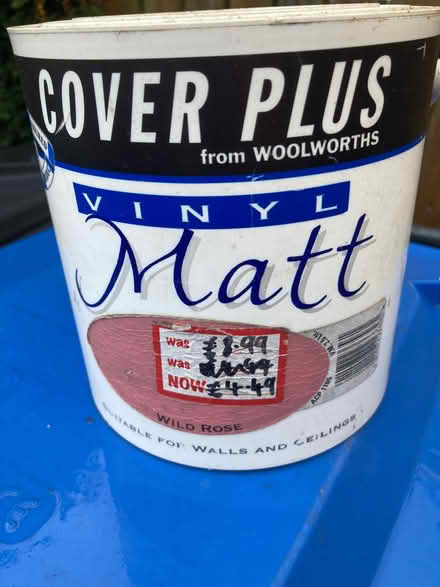 COVER PLUS
from WOOLWORTHS
VINYL
Matt
was £8.99
was
NOW £4.49
WILD ROSE
SUITABLE FOR WALLS AND CEILINGS